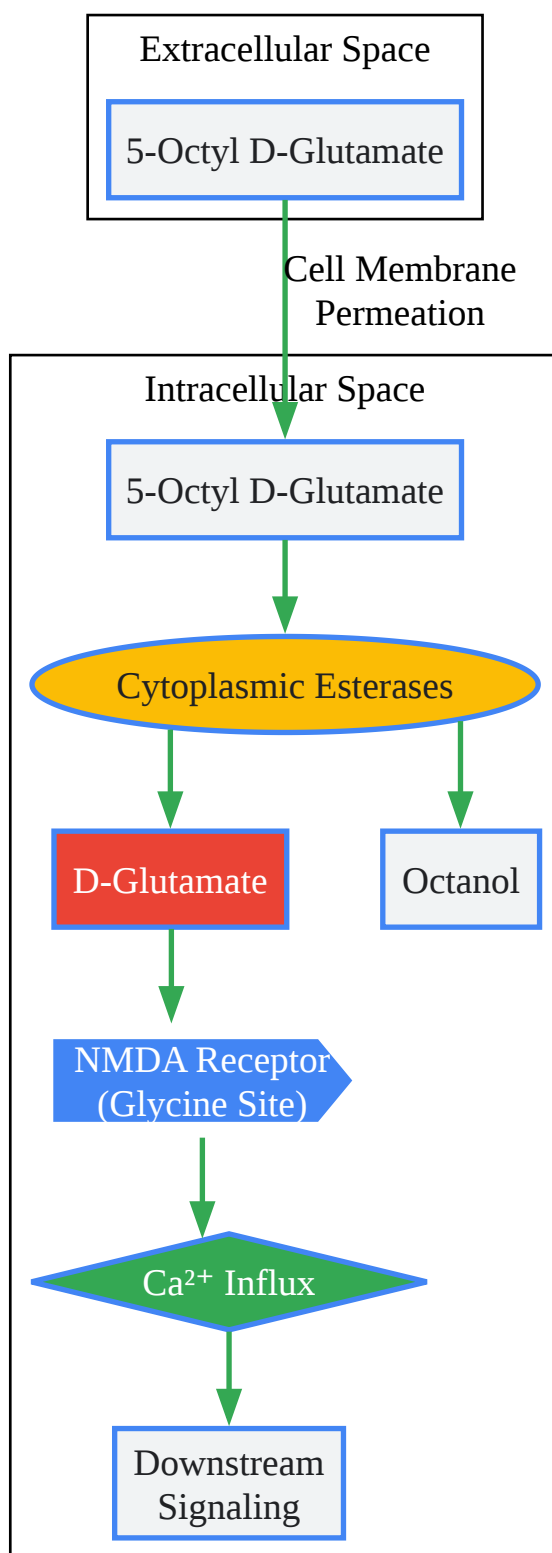 Extracellular Space
5-Octyl D-Glutamate
Cell Membrane
Permeation
Intracellular Space
5-Octyl D-Glutamate
Cytoplasmic Esterases
D-Glutamate
Octanol
NMDA Receptor
(Glycine Site)
Ca²⁺ Influx
Downstream
Signaling